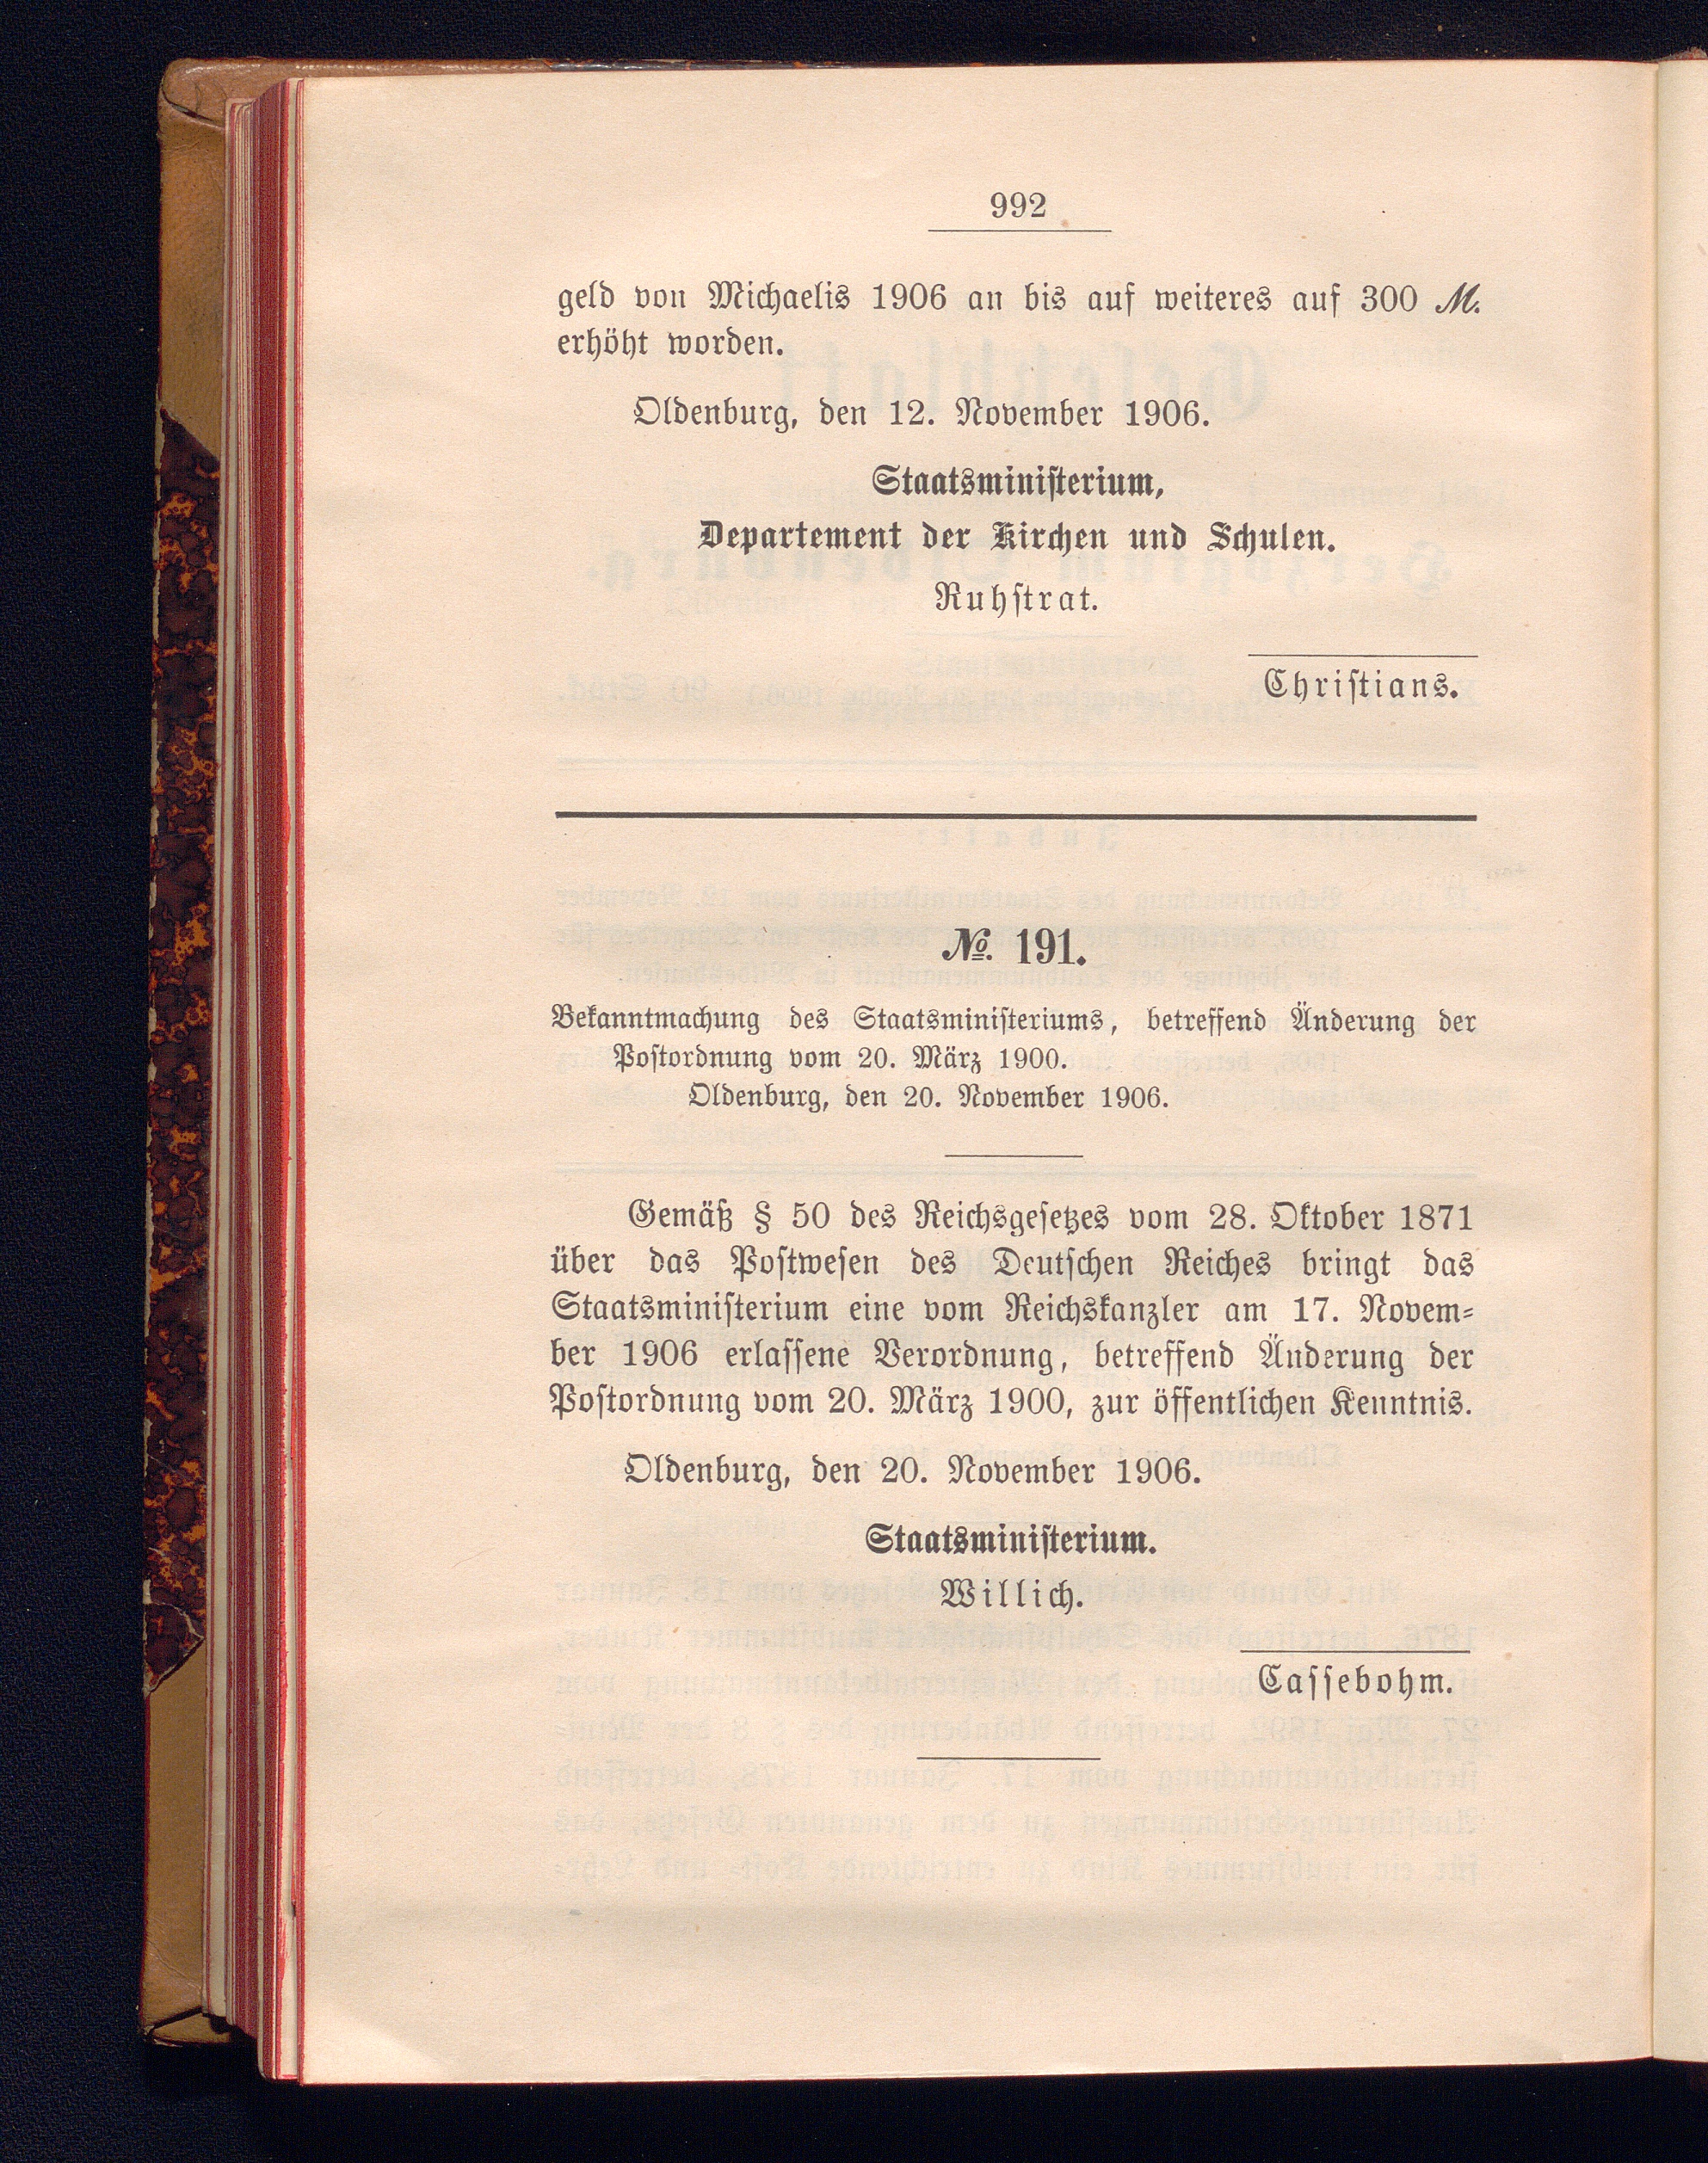 992
geld von Michaelis 1906 an bis auf weiteres auf 300 M.
erhöht worden.
Oldenburg, den 12. November 1906.
Staatsministerium,
Departement der Kirchen und Schulen.
Ruhstrat.
Christians.
No. 191.
Bekanntmachung des Staatsministeriums, betreffend Änderung der
Postordnung vom 20. März 1900.
Oldenburg, den 20. November 1906.
Gemäß § 50 des Reichsgesetzes vom 28. Oktober 1871
über das Postwesen des Deutschen Reiches bringt das
Staatsministerium eine vom Reichskanzler am 17. Novem-
ber 1906 erlassene Verordnung, betreffend Änderung der
Postordnung vom 20. März 1900, zur öffentlichen Kenntnis.
Oldenburg, den 20. November 1906.
Staatsministerium.
Willich.
Cassebohm.